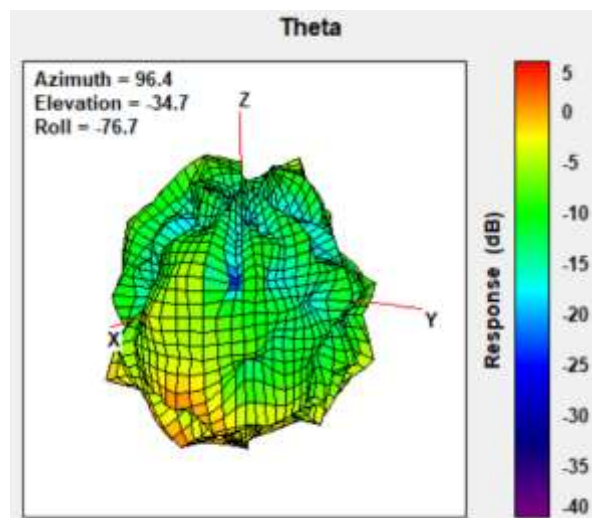 Theta
Azimuth = 96.4
Elevation = -34.7
Roll = -76.7
Z
X
Y
Response (dB)
5
0
-5
-10
-15
-20
-25
-30
-35
-40